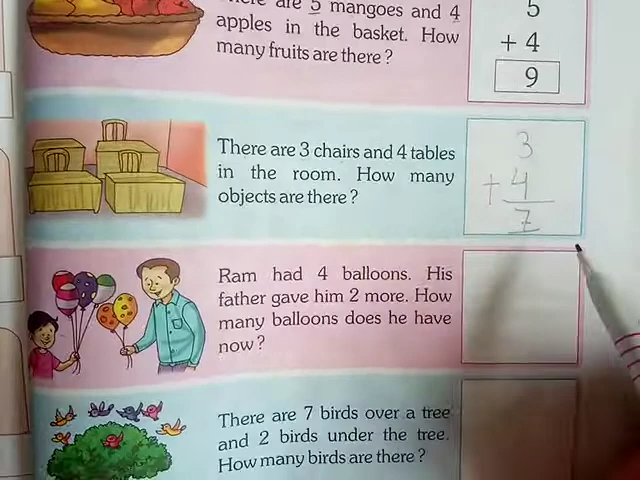 There are 5 mangoes and 4
apples in the basket. How
many fruits are there?
5
+ 4
9
There are 3 chairs and 4 tables
in the room. How many
objects are there?
3
+ 4
7
Ram had 4 balloons. His
father gave him 2 more. How
many balloons does he have
now?
There are 7 birds over a tree
and 2 birds under the tree.
How many birds are there?